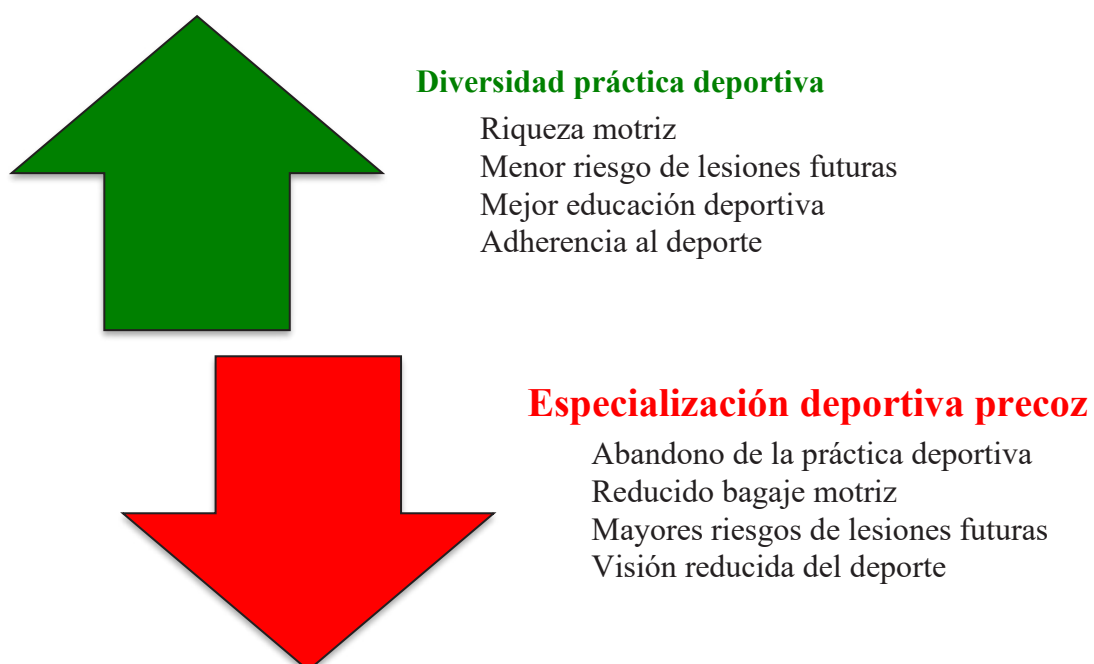 Diversidad práctica deportiva
Riqueza motriz
Menor riesgo de lesiones futuras
Mejor educación deportiva
Adherencia al deporte
Especialización deportiva precoz
Abandono de la práctica deportiva
Reducido bagaje motriz
Mayores riesgos de lesiones futuras
Visión reducida del deporte